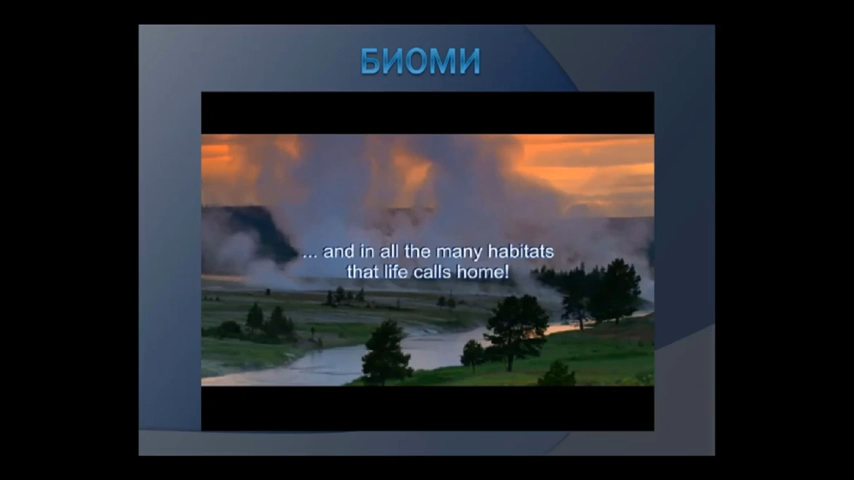 БИОМИ
... and in all the many habitats
that life calls home!